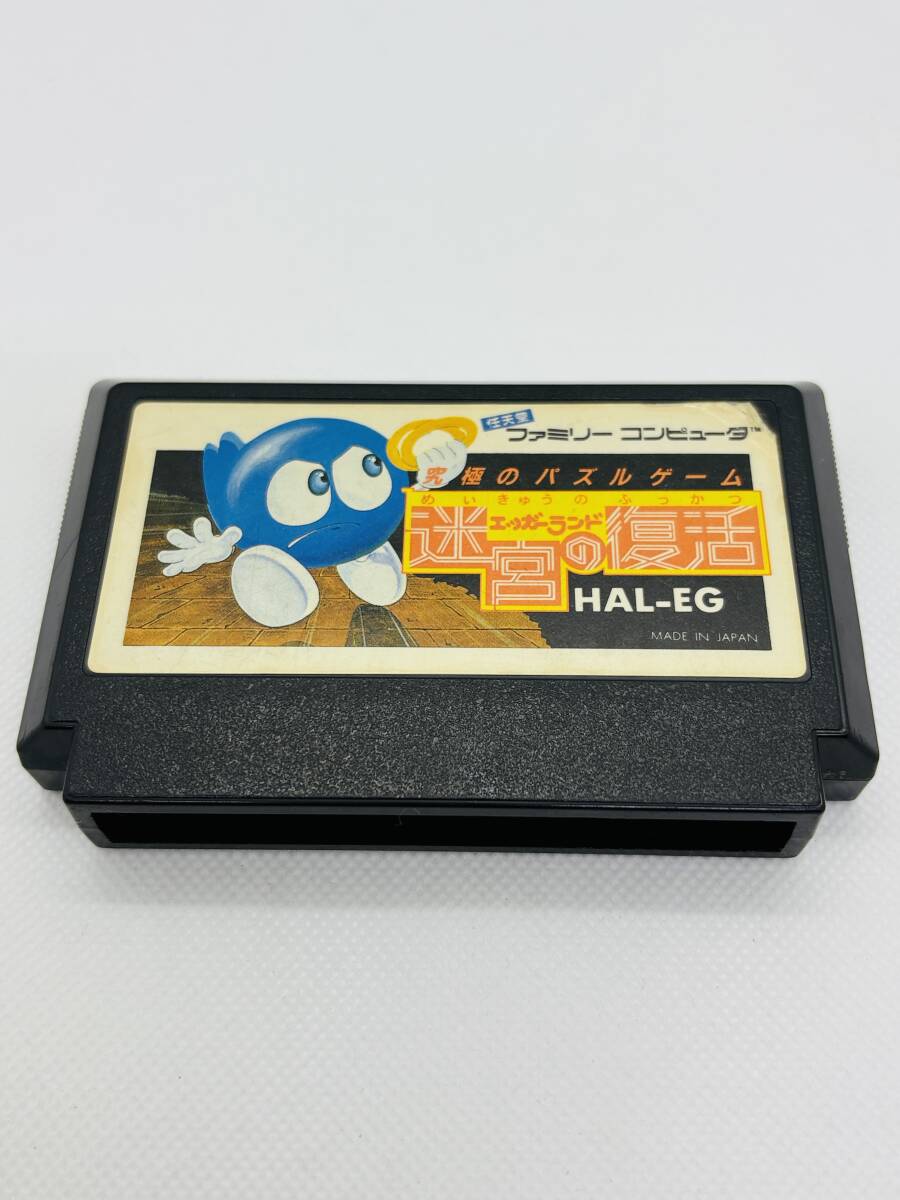 任天堂
ファミリー コンピュータ™
究極のパズルゲーム
めいきゅうのふっかつ
エッガーランド
迷宮の復活
HAL-EG
MADE IN JAPAN